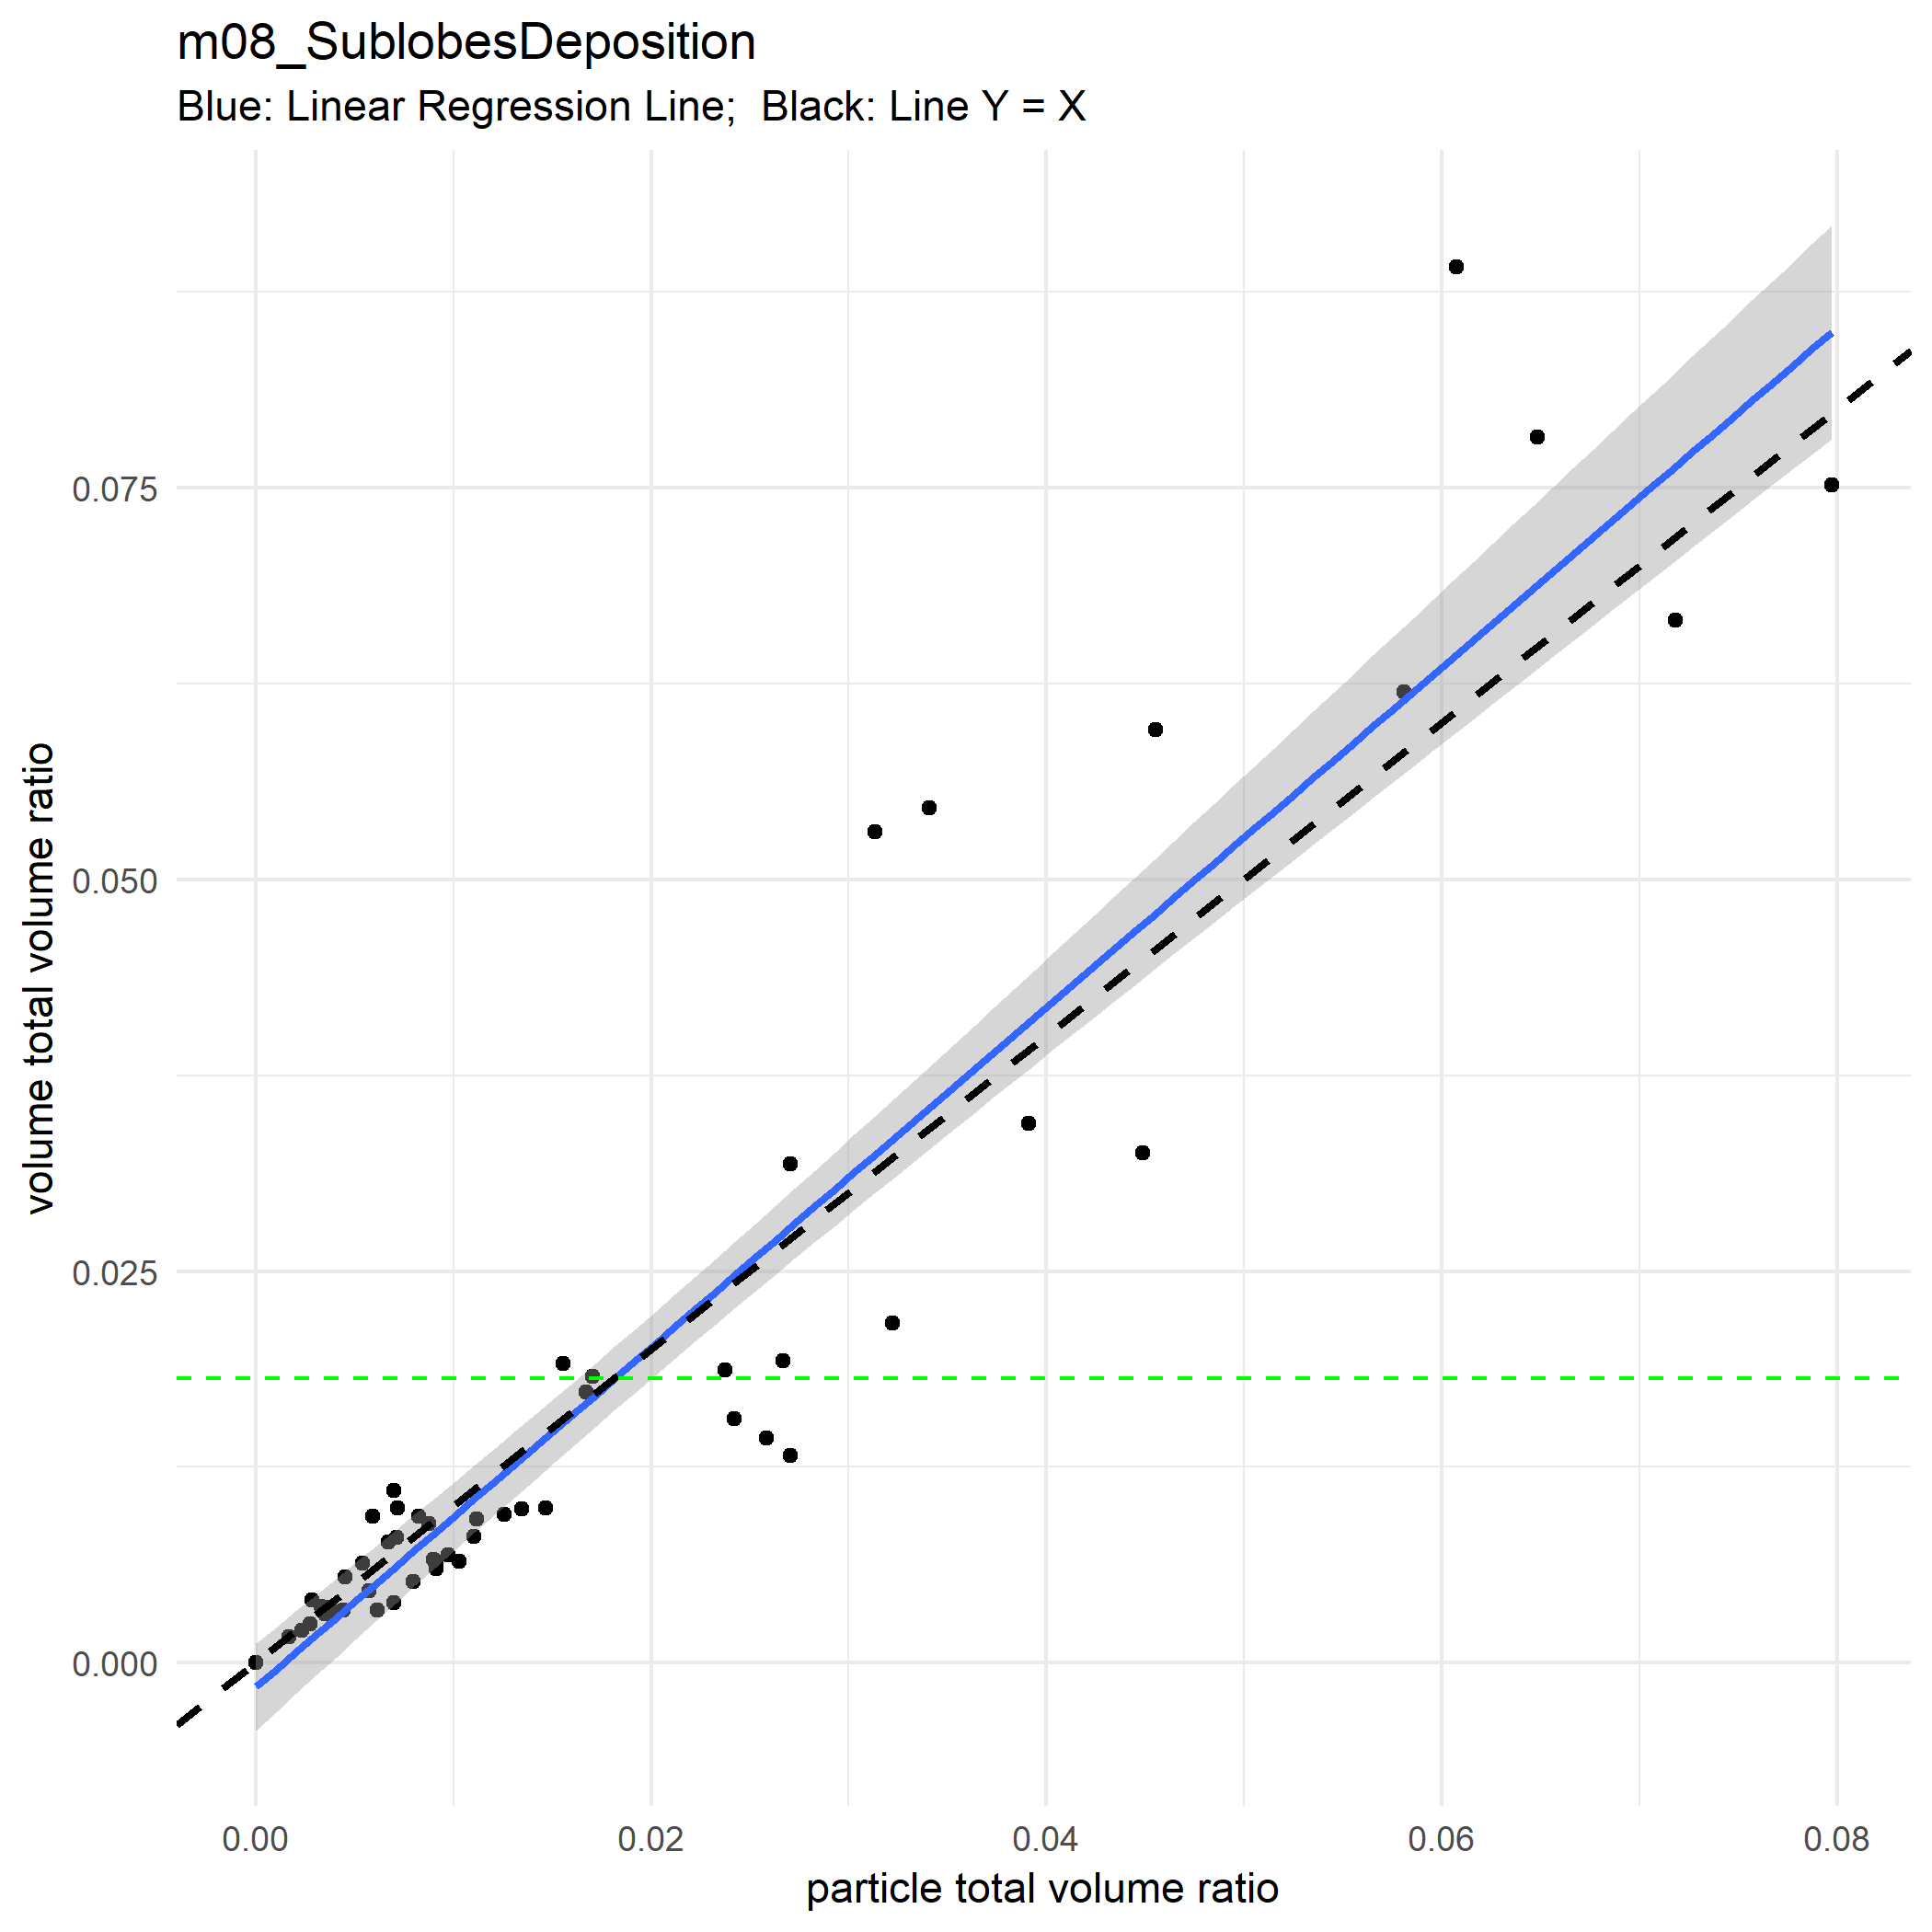 m08_SublobesDeposition
Blue: Linear Regression Line;  Black: Line Y = X
volume total volume ratio
0.075
0.050
0.025
0.000
0.00
0.02
0.04
0.06
0.08
particle total volume ratio